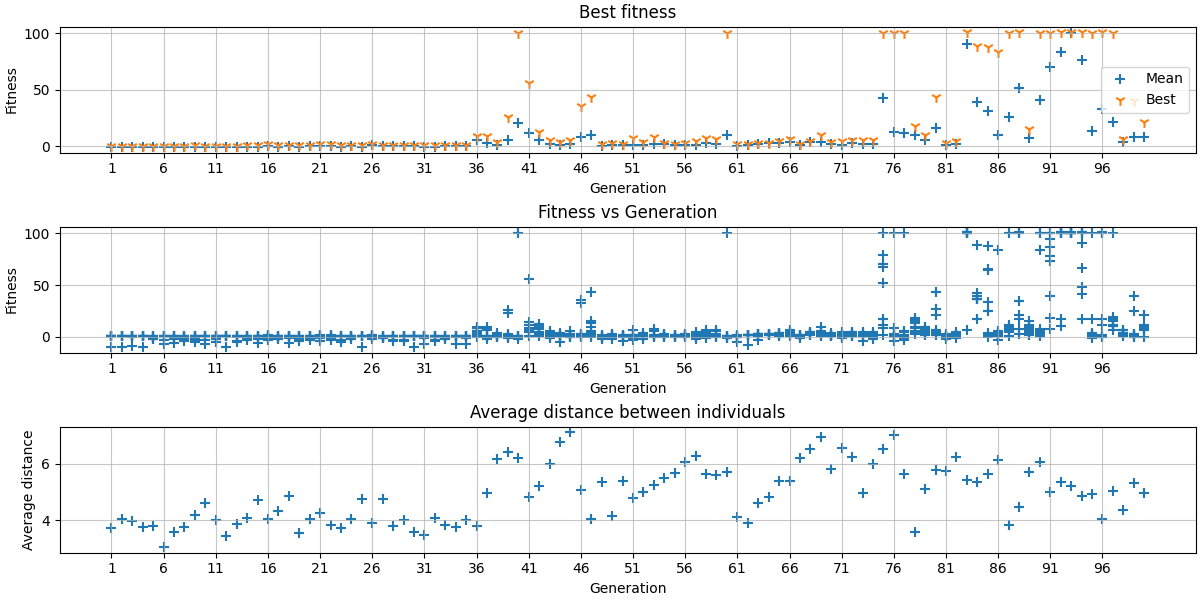 Best fitness
100
50
0
Fitness
Mean
Best
1 6 11 16 21 26 31 36 41 46 51 56 61 66 71 76 81 86 91 96
Generation
Fitness vs Generation
100
50
0
Fitness
1 6 11 16 21 26 31 36 41 46 51 56 61 66 71 76 81 86 91 96
Generation
Average distance between individuals
6
4
Average distance
1 6 11 16 21 26 31 36 41 46 51 56 61 66 71 76 81 86 91 96
Generation